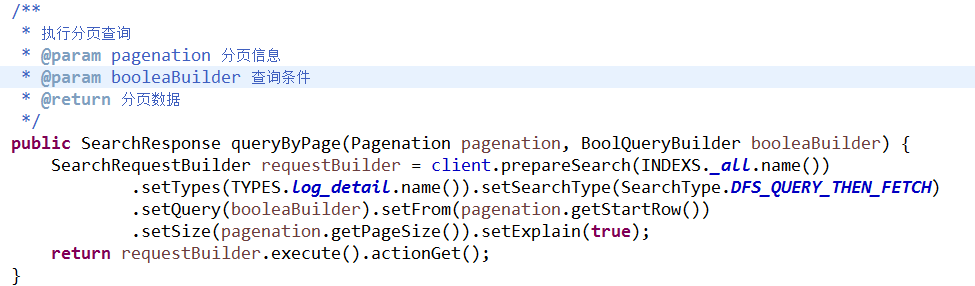 /**
 * 执行分页查询
 * @param pagenation 分页信息
 * @param booleaBuilder 查询条件
 * @return 分页数据
 */
public SearchResponse queryByPage(Pagenation pagenation, BoolQueryBuilder booleaBuilder) {
    SearchRequestBuilder requestBuilder = client.prepareSearch(INDEXS._all.name())
            .setTypes(TYPES.log_detail.name()).setSearchType(SearchType.DFS_QUERY_THEN_FETCH)
            .setQuery(booleaBuilder).setFrom(pagenation.getStartRow())
            .setSize(pagenation.getPageSize()).setExplain(true);
    return requestBuilder.execute().actionGet();
}